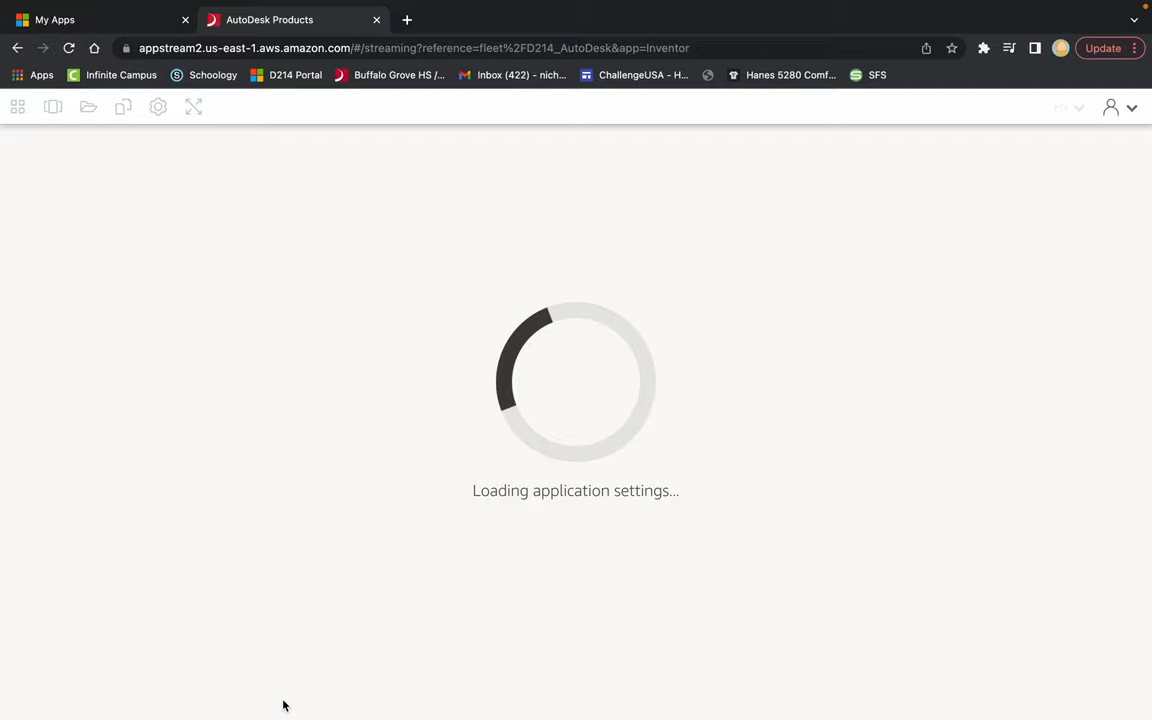 My Apps
AutoDesk Products
appstream2.us-east-1.aws.amazon.com/#/streaming?reference=fleet%2FD214_AutoDesk&app=Inventor
Update
Apps
Infinite Campus
Schoology
D214 Portal
Buffalo Grove HS /...
Inbox (422) - nich...
ChallengeUSA - H...
Hanes 5280 Comf...
SFS
en
Loading application settings...